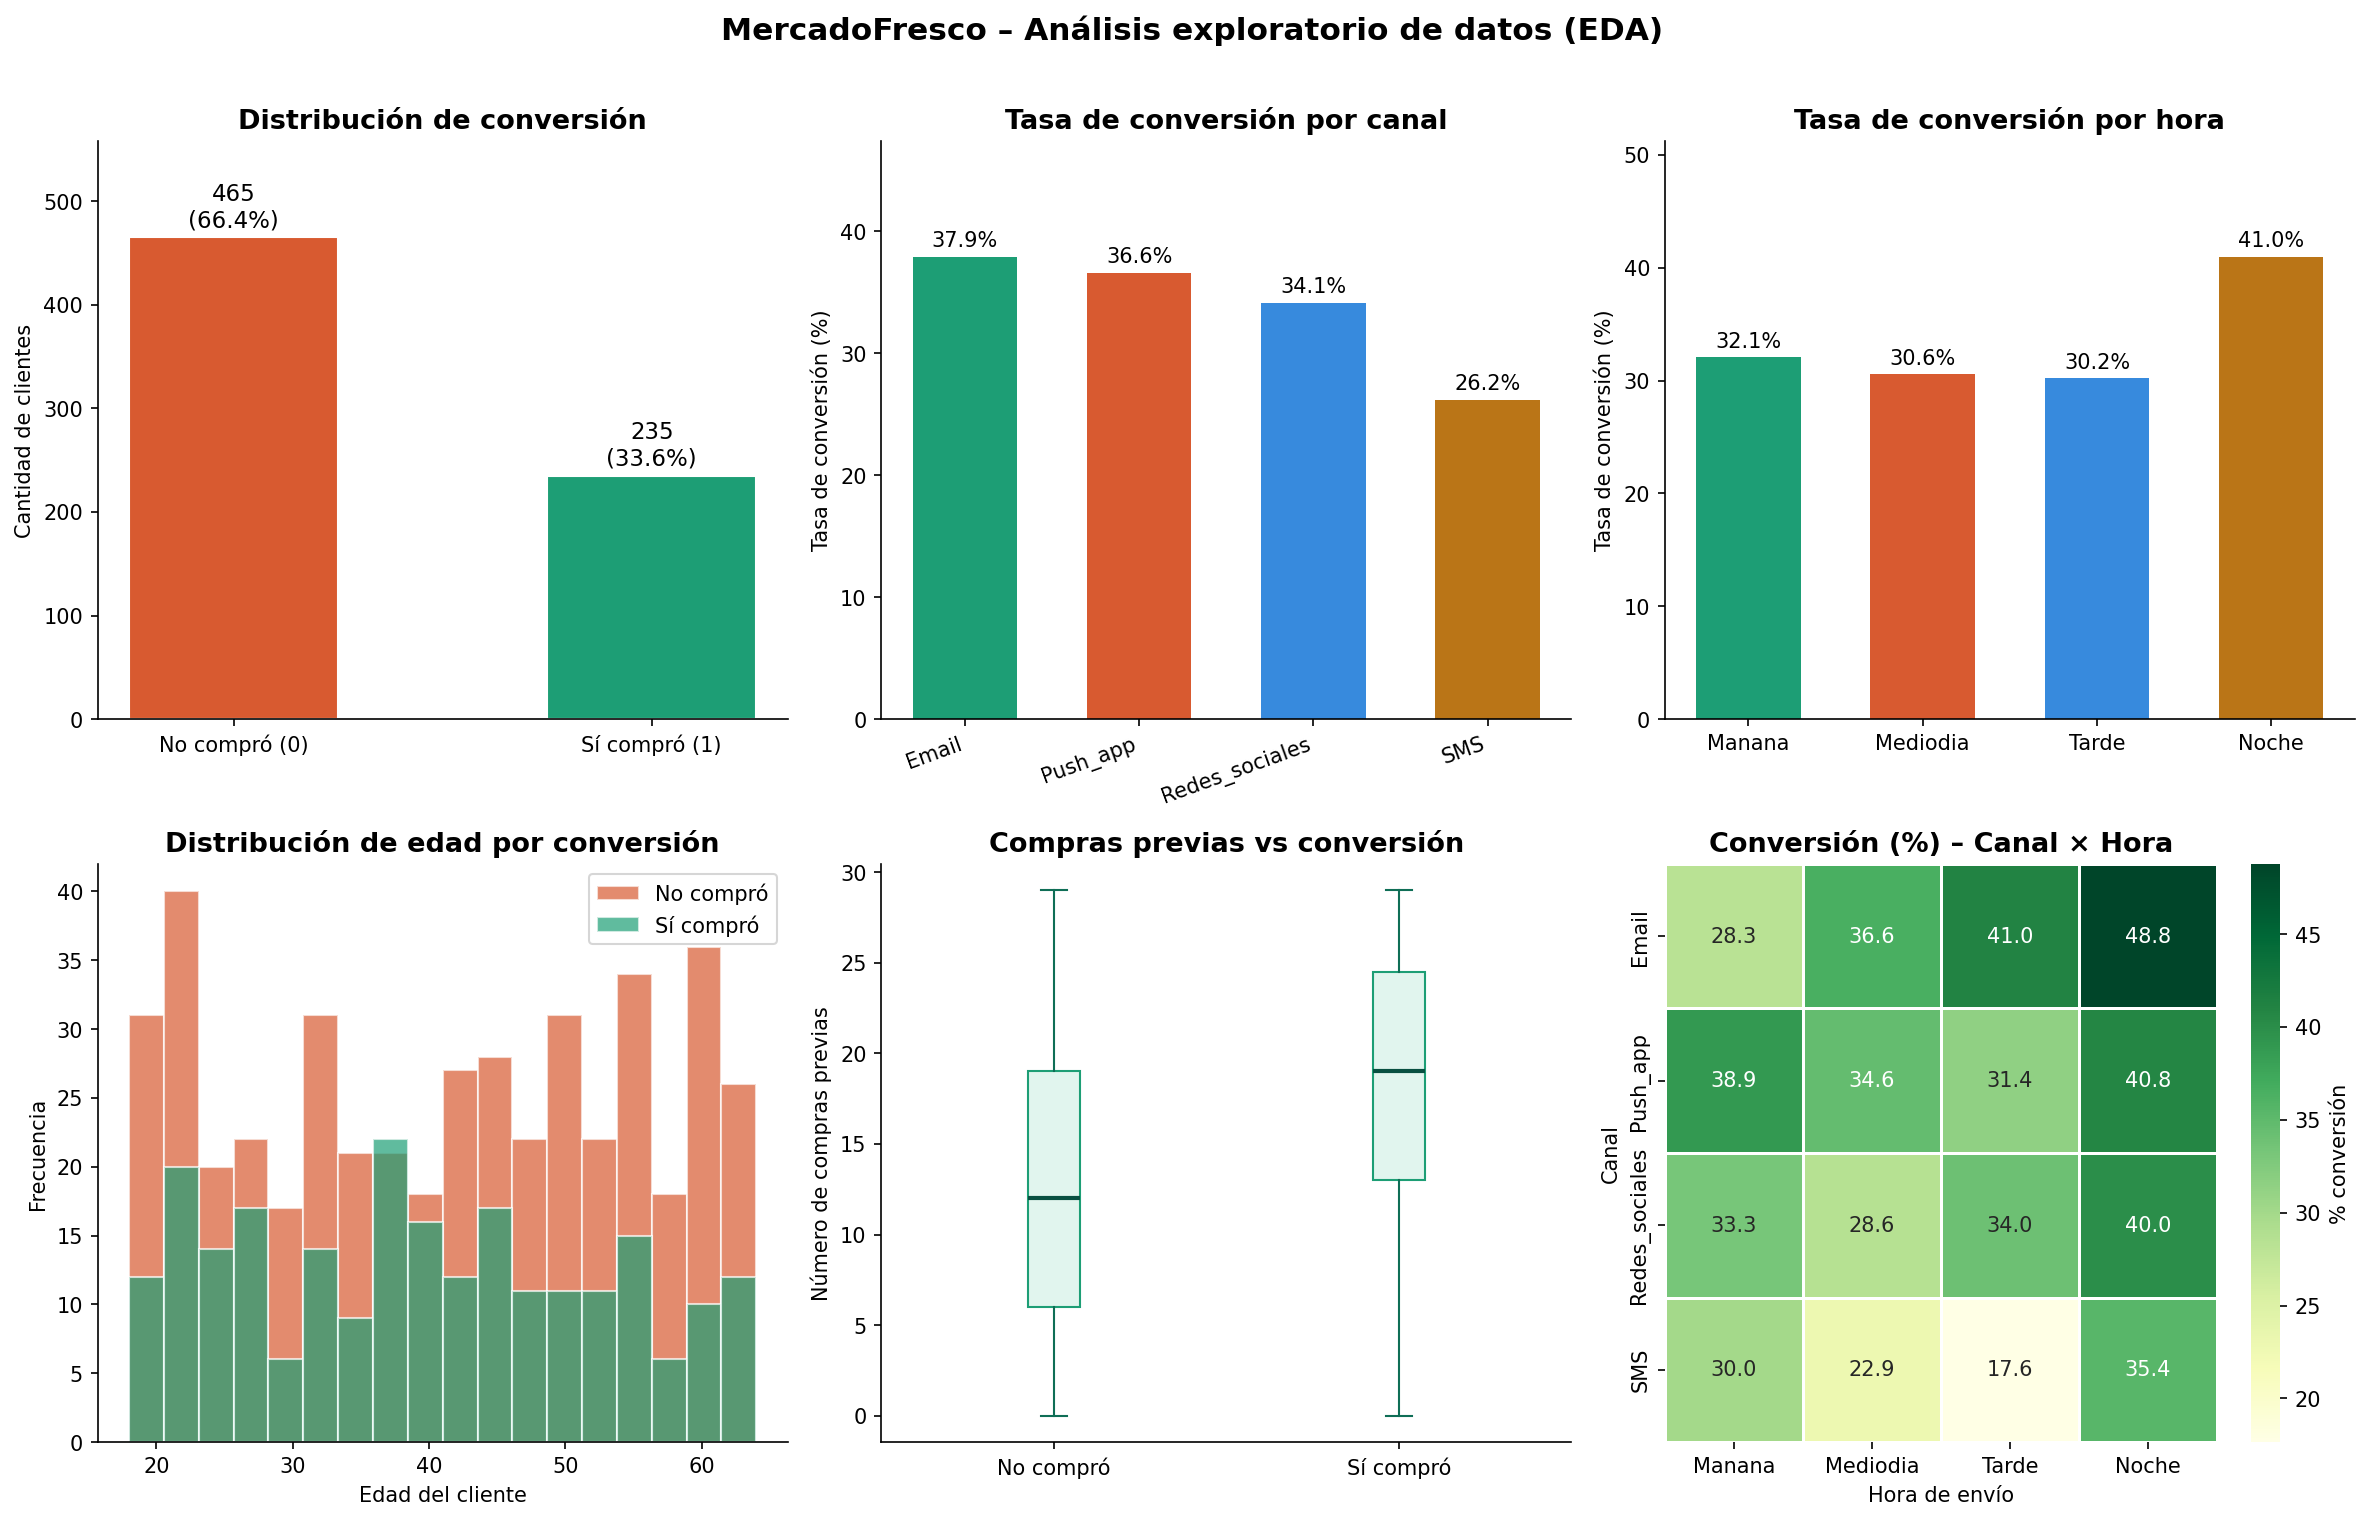 MercadoFresco – Análisis exploratorio de datos (EDA)
Distribución de conversión
Cantidad de clientes
500
400
300
200
100
0
465
(66.4%)
235
(33.6%)
No compró (0)
Sí compró (1)
Tasa de conversión por canal
Tasa de conversión (%)
40
30
20
10
0
37.9%
36.6%
34.1%
26.2%
Email
Push_app
Redes_sociales
SMS
Tasa de conversión por hora
Tasa de conversión (%)
50
40
30
20
10
0
32.1%
30.6%
30.2%
41.0%
Manana
Mediodia
Tarde
Noche
Distribución de edad por conversión
No compró
Sí compró
Frecuencia
40
35
30
25
20
15
10
5
0
20
30
40
50
60
Edad del cliente
Compras previas vs conversión
Número de compras previas
30
25
20
15
10
5
0
No compró
Sí compró
Conversión (%) – Canal × Hora
Canal
Email
28.3
36.6
41.0
48.8
Push_app
38.9
34.6
31.4
40.8
Redes_sociales
33.3
28.6
34.0
40.0
SMS
30.0
22.9
17.6
35.4
Manana
Mediodia
Tarde
Noche
Hora de envío
45
40
35
30
25
20
% conversión